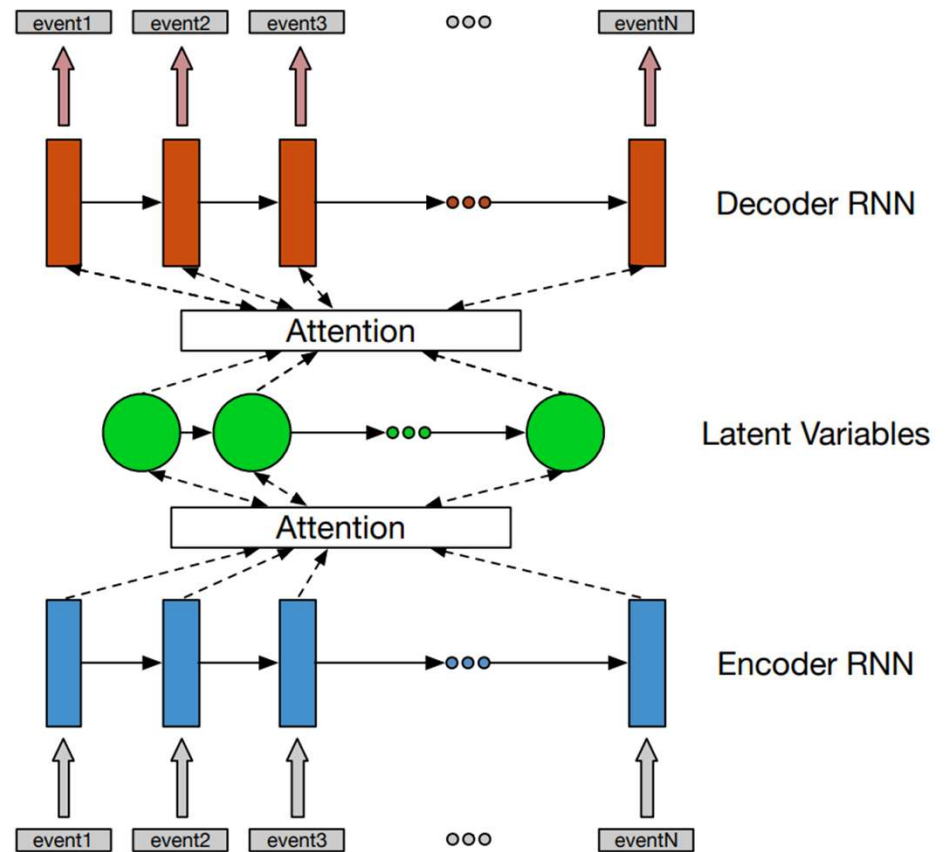 event1 event2 event3 eventN
Decoder RNN
Attention
Latent Variables
Attention
Encoder RNN
event1 event2 event3 eventN